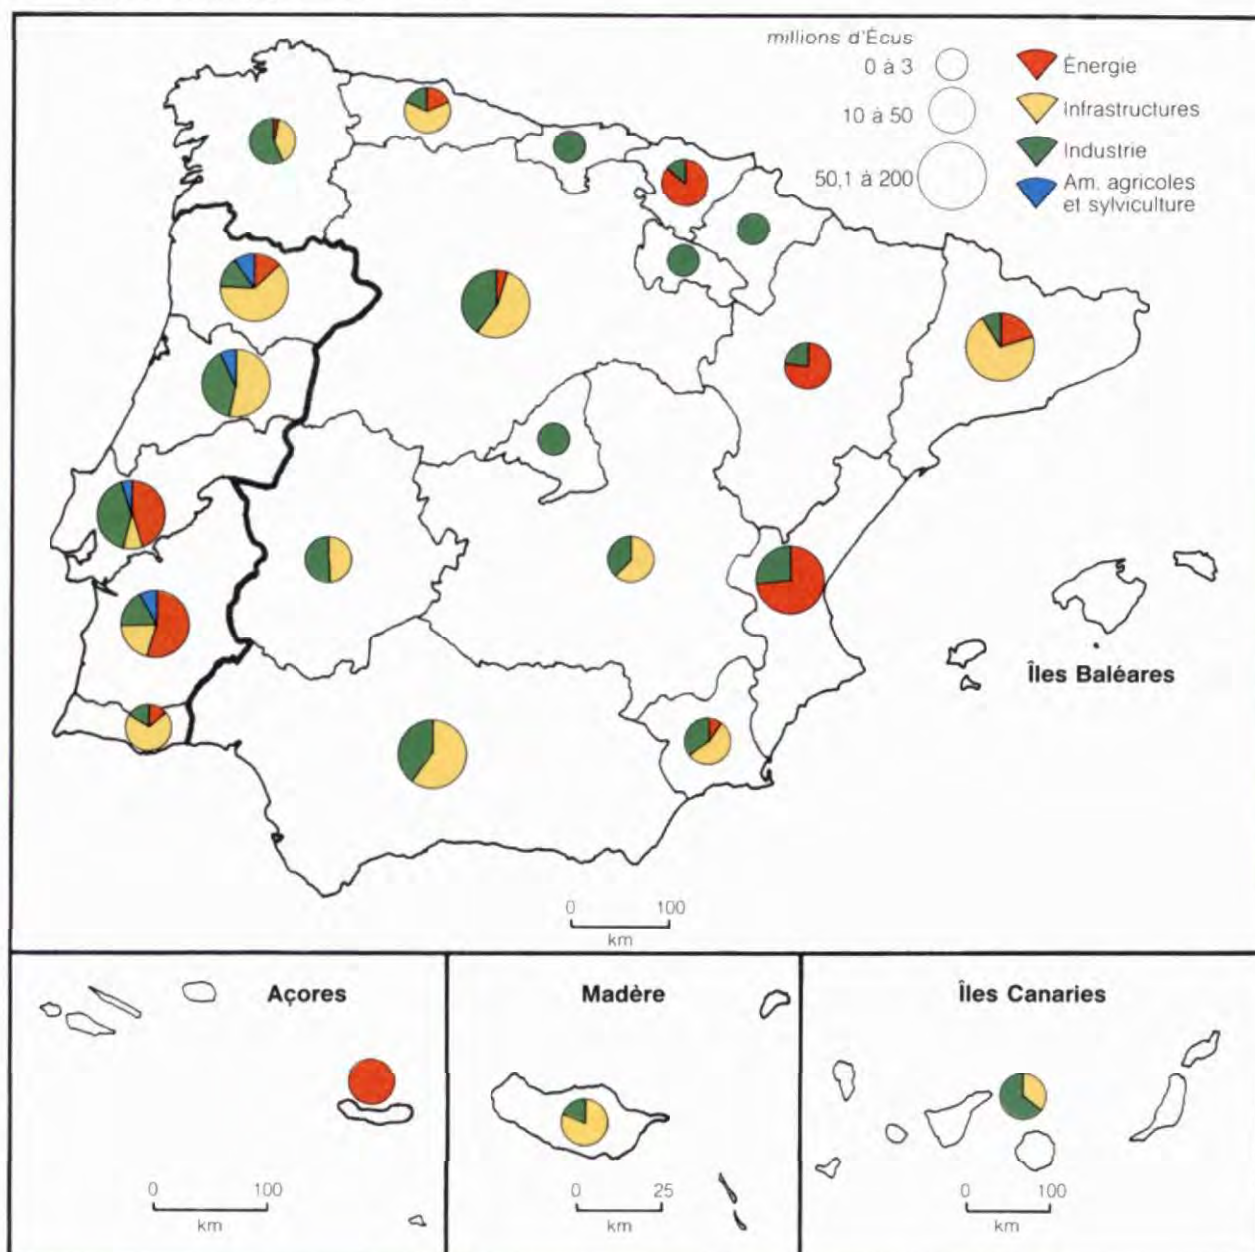 millions d'Écus
0 à 3
10 à 50
50,1 à 200
Énergie
Infrastructures
Industrie
Am. agricoles
et sylviculture
Îles Baléares
0 100
km
Açores
0 100
km
Madère
0 25
km
Îles Canaries
0 100
km